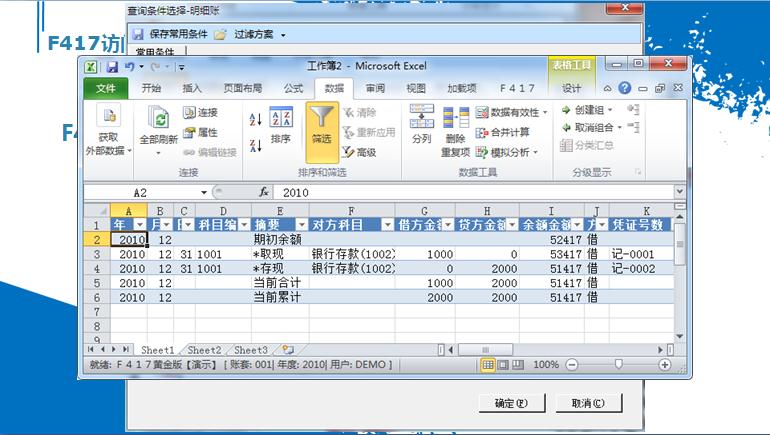 查询条件选择-明细账
F417访
保存常用条件 过滤方案
常用条件
工作簿2 - Microsoft Excel
表格工具
文件 开始 插入 页面布局 公式 数据 审阅 视图 加载项 F417 设计
获取
外部数据
全部刷新
连接
属性
编辑链接
连接
排序
筛选
清除
重新应用
高级
排序和筛选
分列
删除
重复项
数据有效性
合并计算
模拟分析
数据工具
创建组
取消组合
分类汇总
分级显示
A2 fx 2010
A B C D E F G H I J K
1 年 月 科目编 摘要 对方科目 借方金额 贷方金额 余额金额 方 凭证号数
2 2010 12 期初余额 52417 借
3 2010 12 31 1001 *取现 银行存款(1002) 1000 0 53417 借 记-0001
4 2010 12 31 1001 *存现 银行存款(1002) 0 2000 51417 借 记-0002
5 2010 12 当前合计 1000 2000 51417 借
6 2010 12 当前累计 2000 2000 51417 借
7
8
9
Sheet1 Sheet2 Sheet3
就绪: F417黄金版【演示】[ 账套: 001| 年度: 2010| 用户: DEMO ] 100%
确定(F) 取消(C)